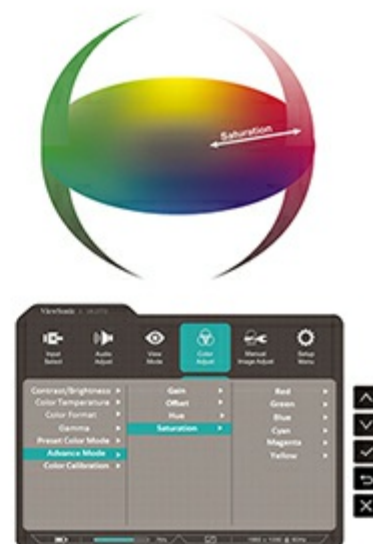 Saturation
ViewSonic
Input
Select
Audio
Adjust
View
Mode
Color
Adjust
Manual
Image Adjust
Setup
Menu
Contrast/Brightness
Color Temperature
Color Format
Gamma
Preset Color Mode
Advance Mode
Color Calibration
Gain
Offset
Hue
Saturation
Red
Green
Blue
Cyan
Magenta
Yellow